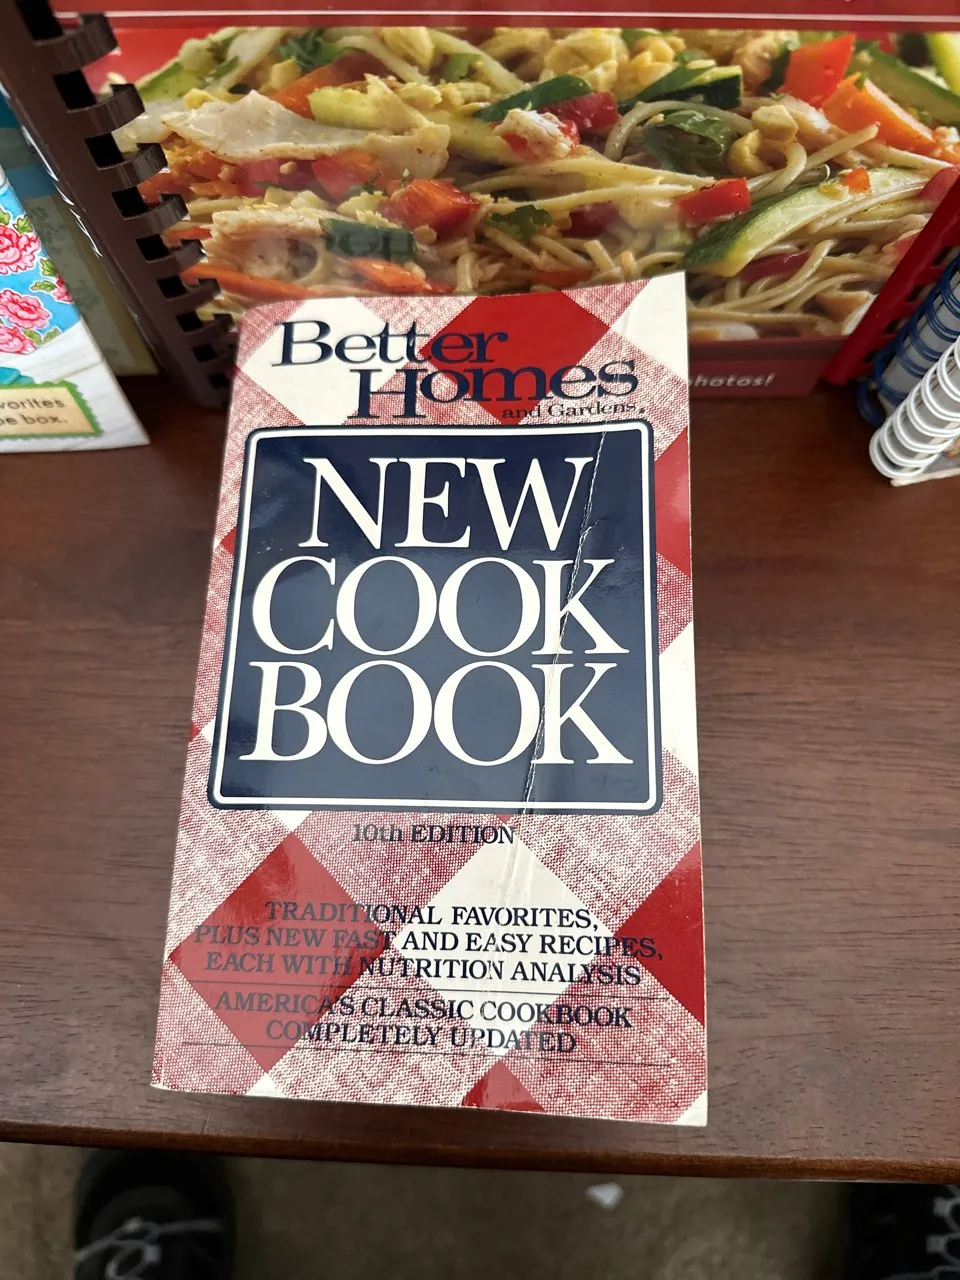 photos!
vorites
e box.
Better
Homes
and Gardens®
NEW
COOK
BOOK
10th EDITION
TRADITIONAL FAVORITES,
PLUS NEW FAST AND EASY RECIPES,
EACH WITH NUTRITION ANALYSIS
AMERICA'S CLASSIC COOKBOOK
COMPLETELY UPDATED